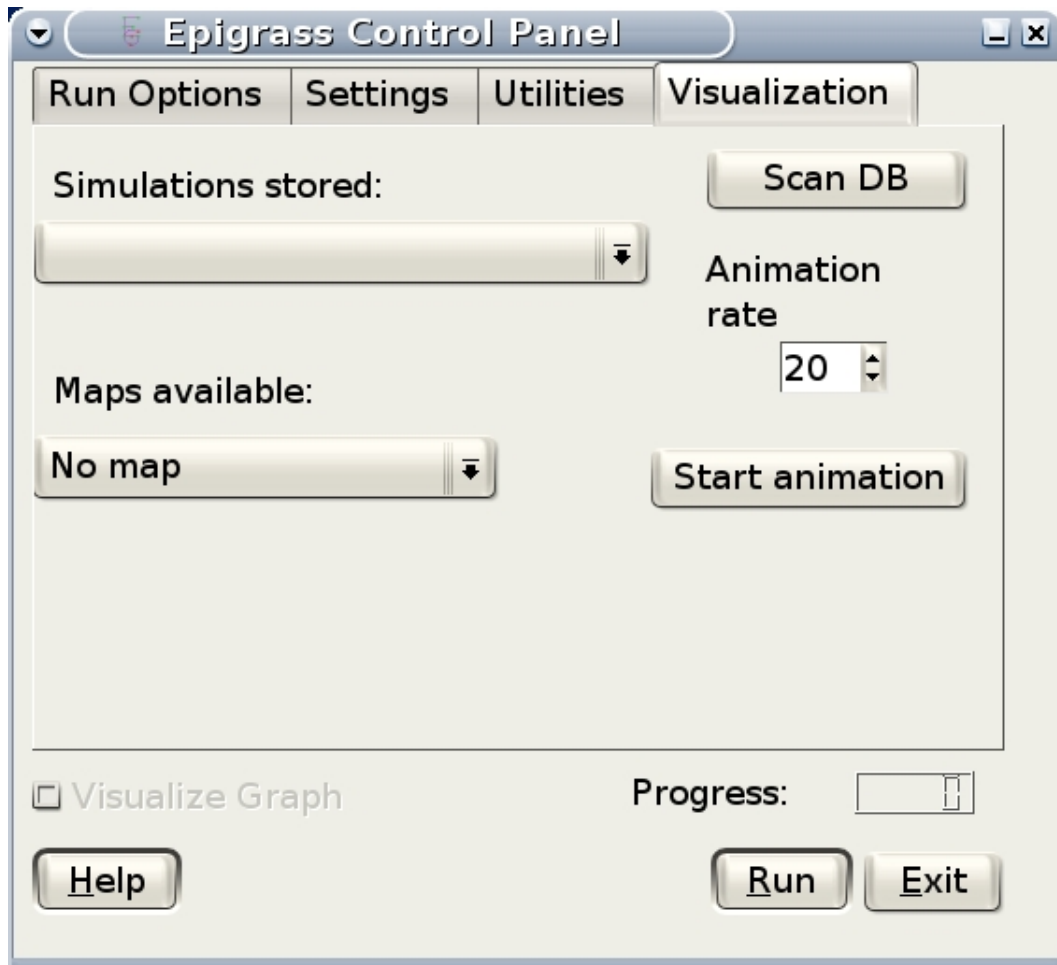 Epigrass Control Panel
Run Options Settings Utilities Visualization
Simulations stored:
Scan DB
Animation
rate
20
Maps available:
No map
Start animation
Visualize Graph
Progress: 0
Help
Run
Exit